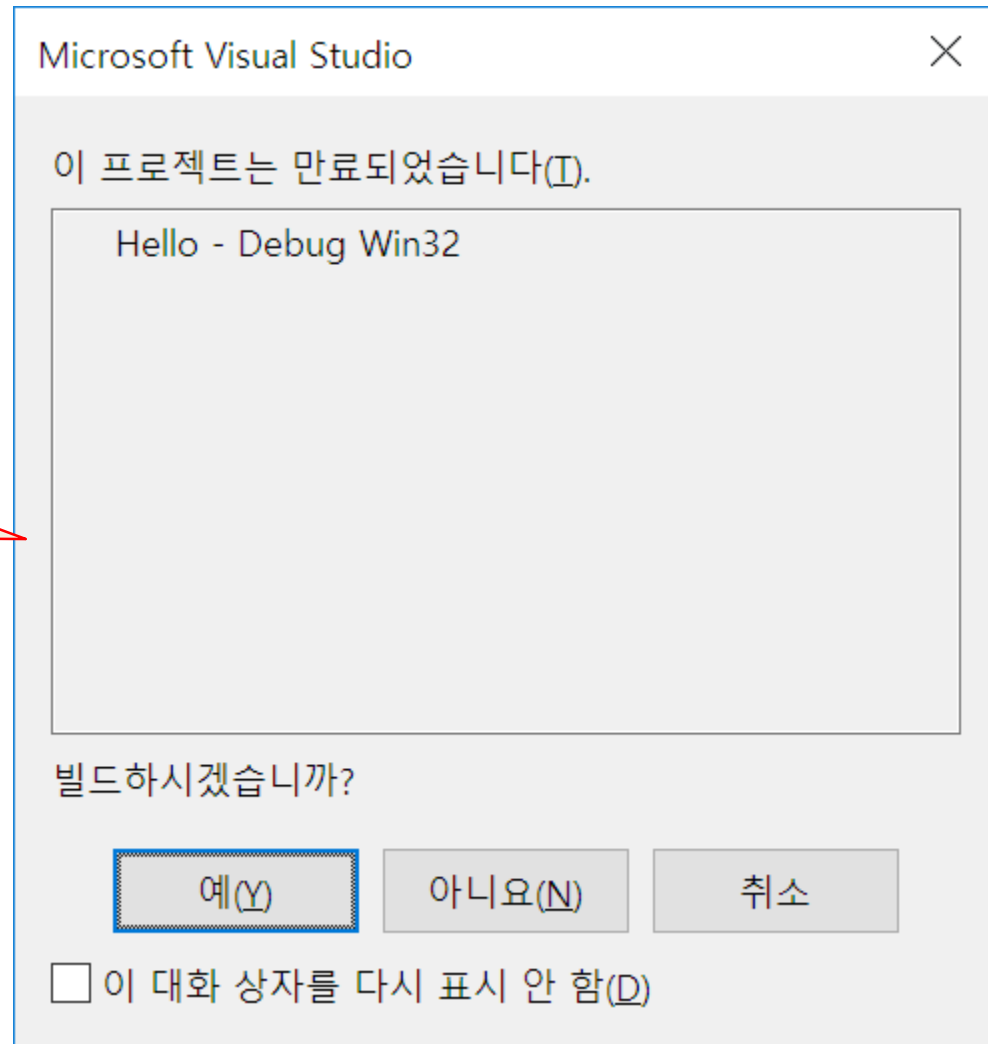 Microsoft Visual Studio
이 프로젝트는 만료되었습니다(T).
Hello - Debug Win32
빌드하시겠습니까?
예(Y) 아니요(N) 취소
이 대화 상자를 다시 표시 안 함(D)